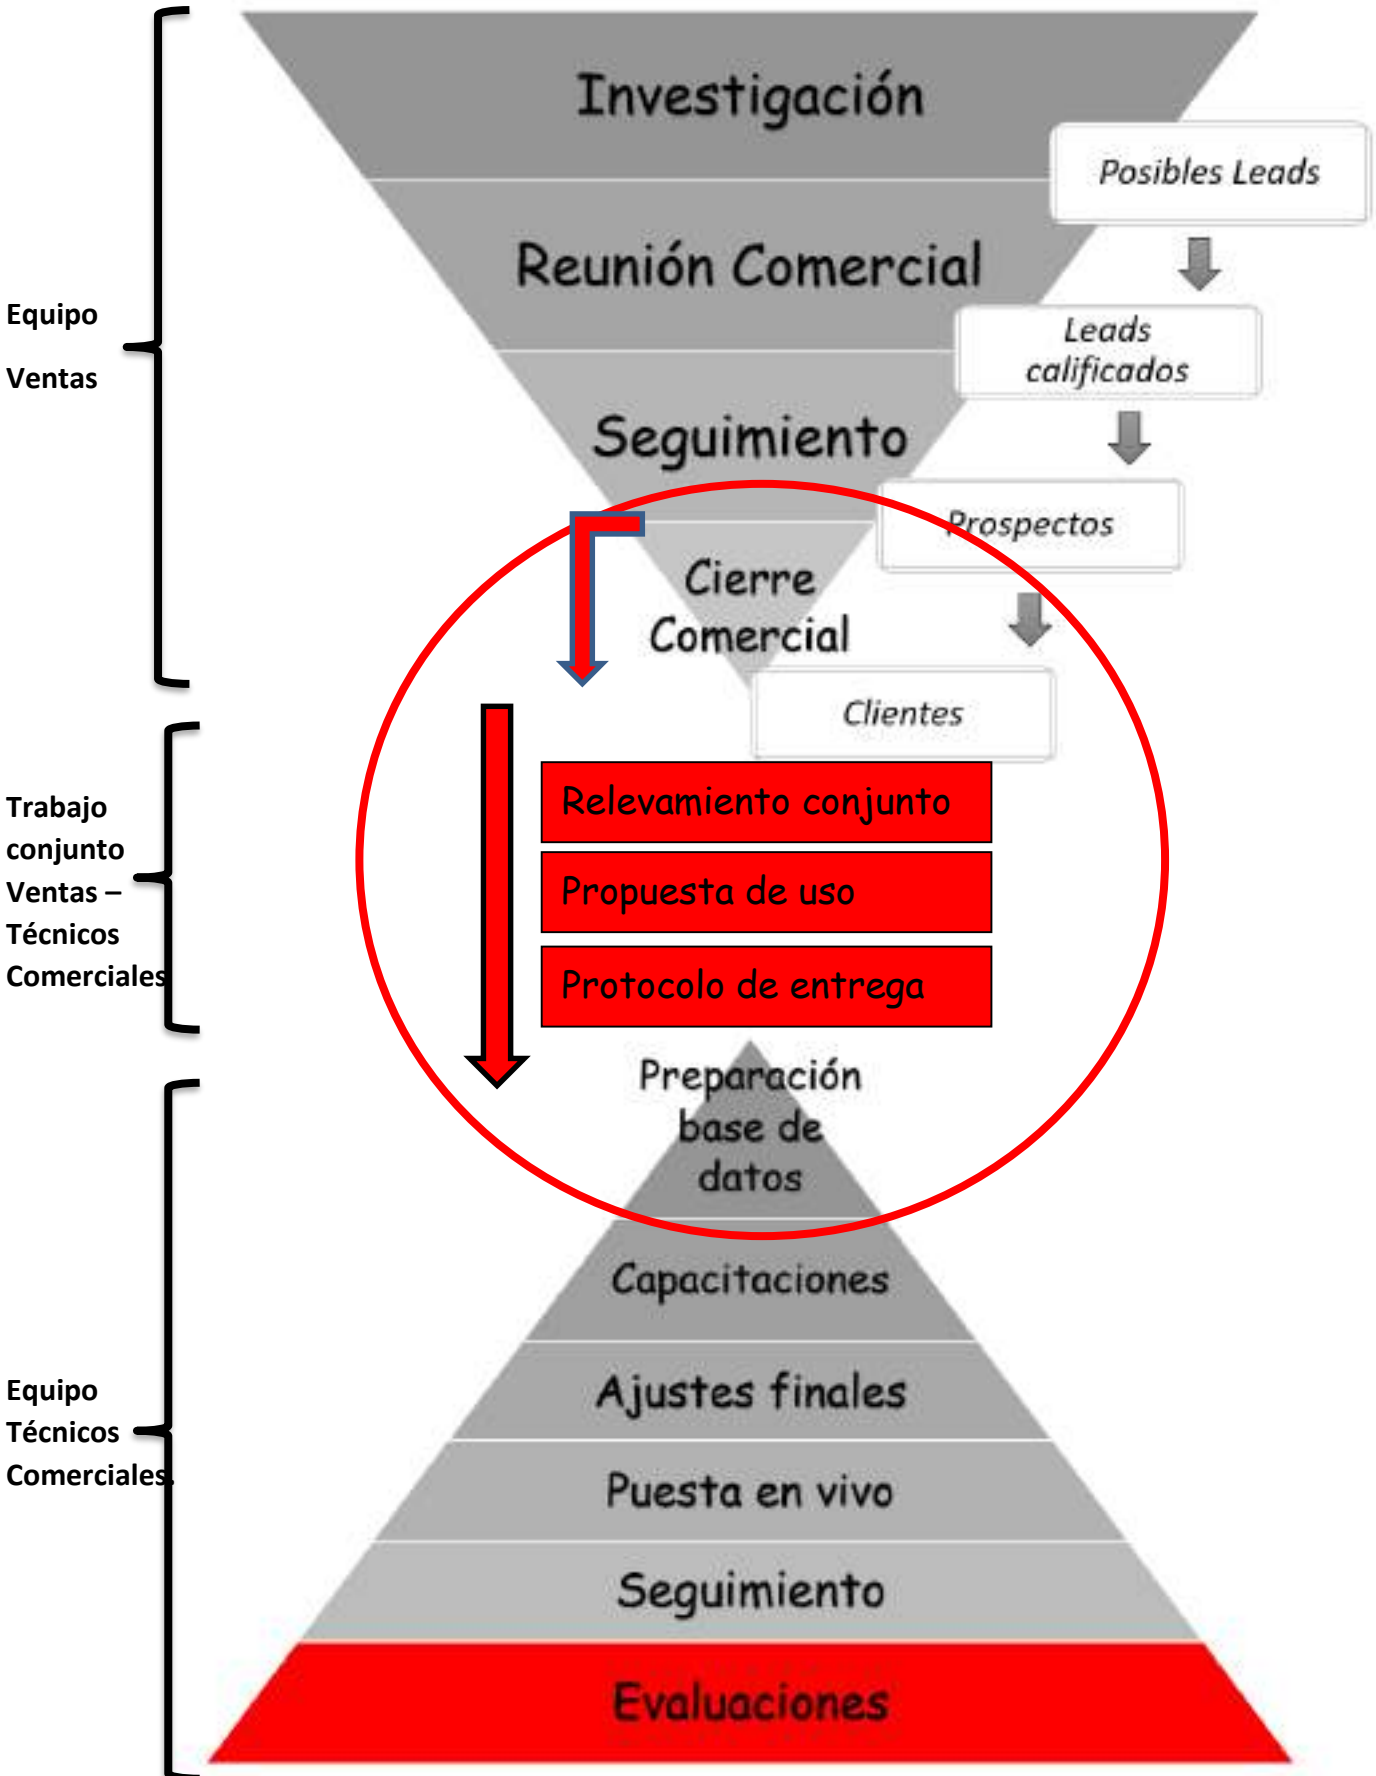 Investigación
Posibles Leads
Reunión Comercial
Equipo
Ventas
Leads
calificados
Seguimiento
Prospectos
Cierre
Comercial
Clientes
Trabajo
conjunto
Ventas –
Técnicos
Comerciales
Relevamiento conjunto
Propuesta de uso
Protocolo de entrega
Preparación
base de
datos
Capacitaciones
Equipo
Técnicos
Comerciales.
Ajustes finales
Puesta en vivo
Seguimiento
Evaluaciones